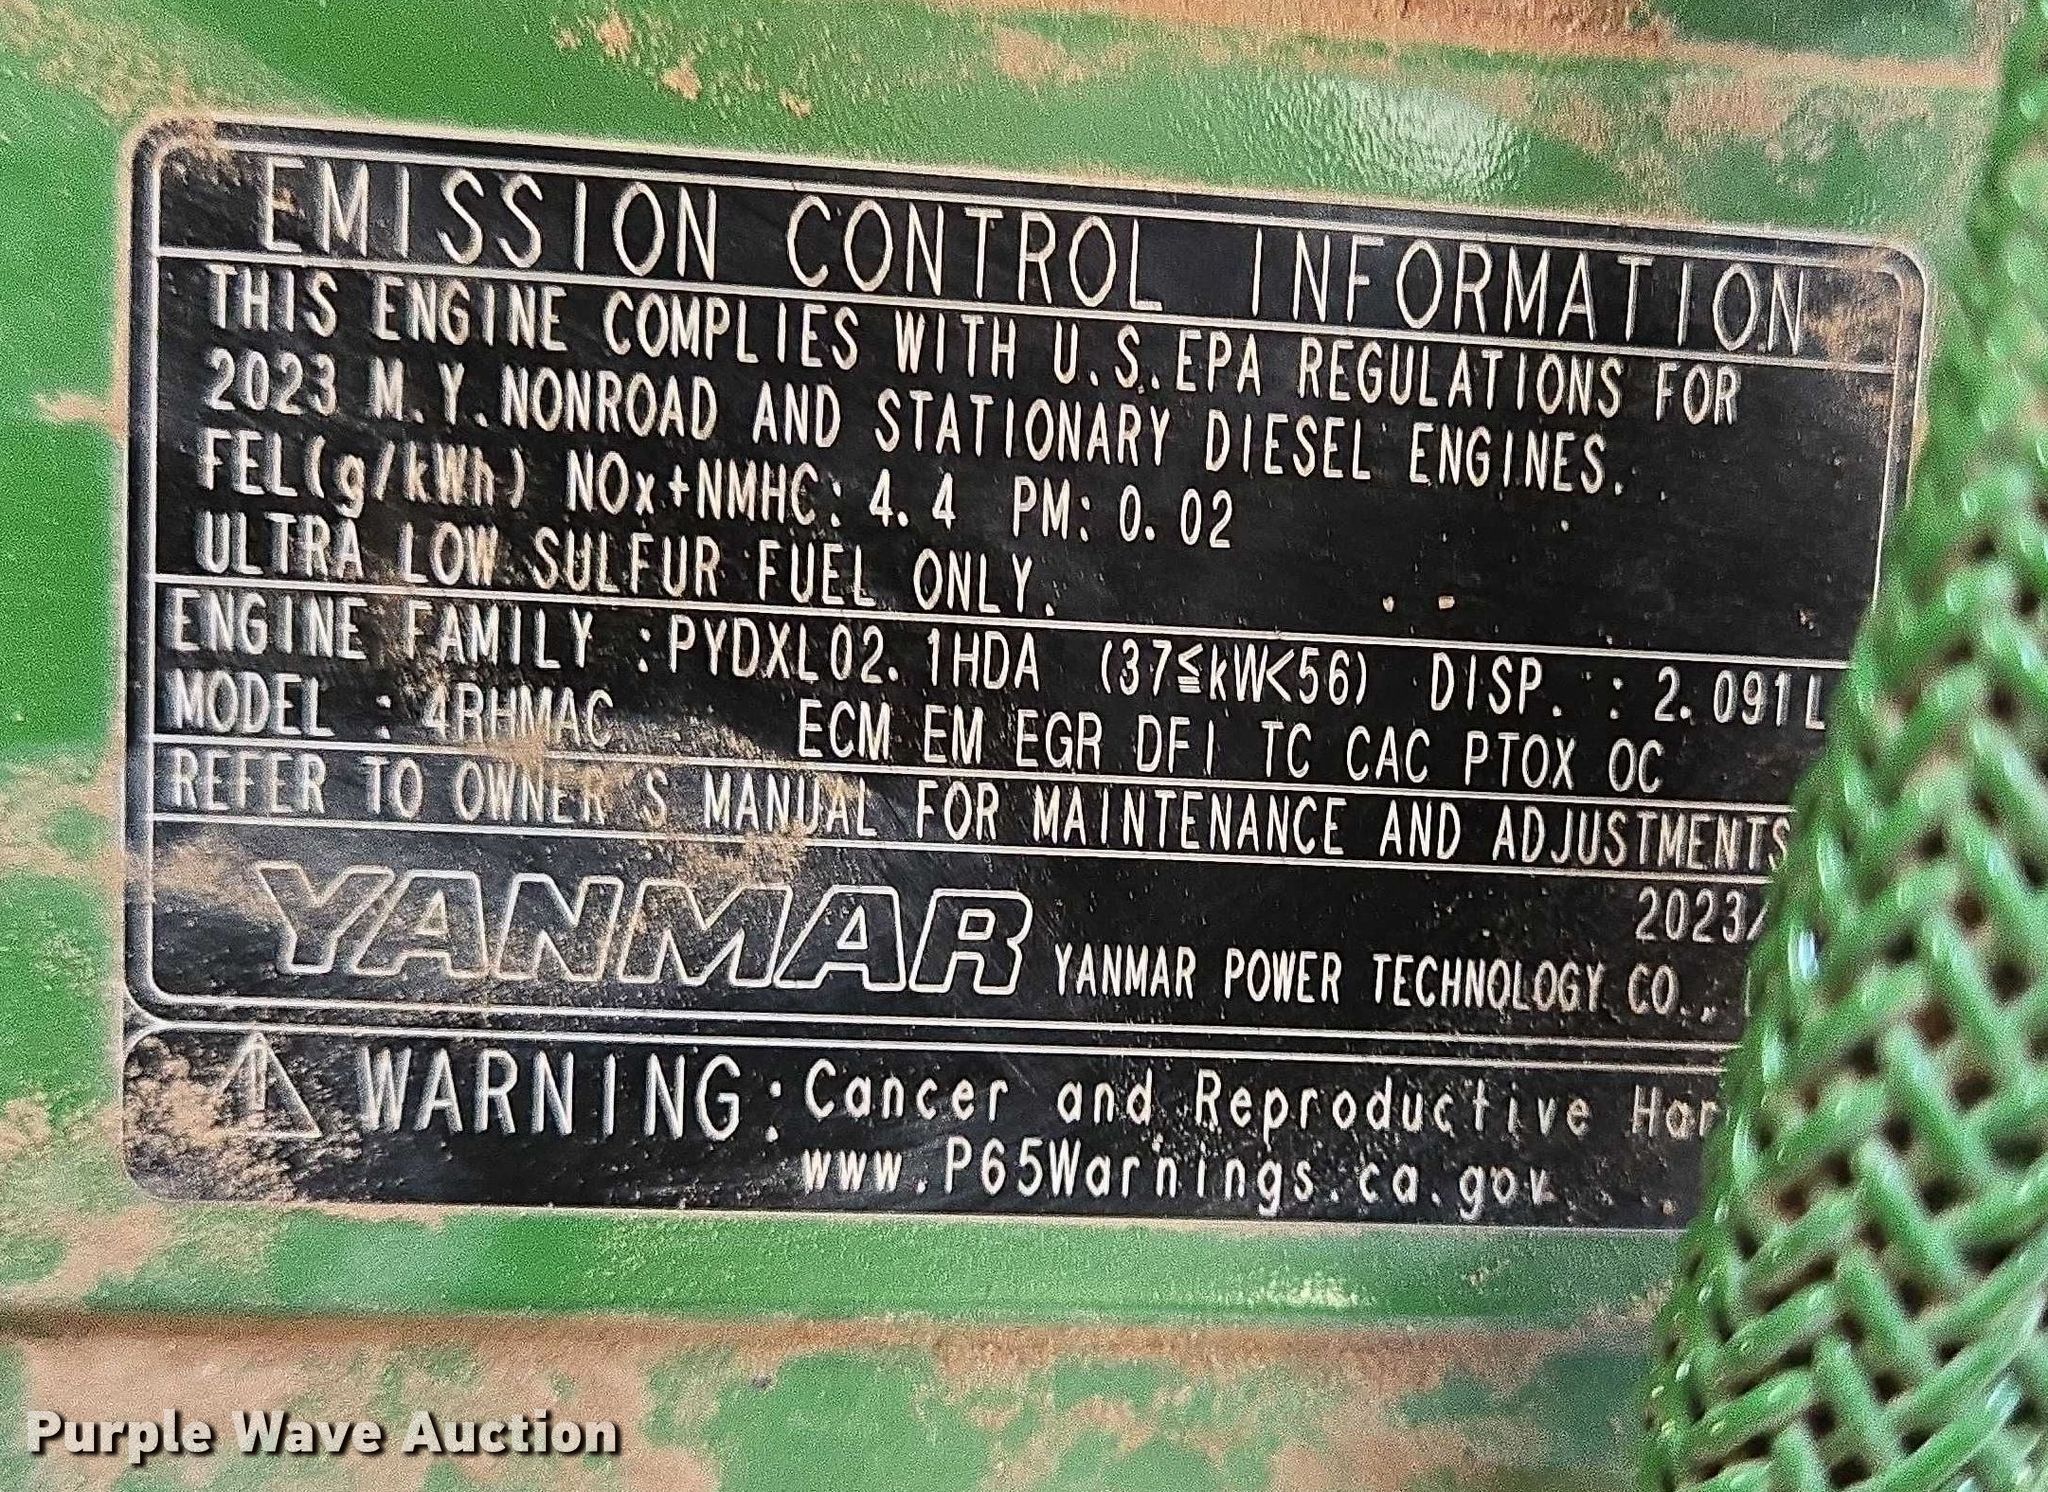 EMISSION CONTROL INFORMATION
THIS ENGINE COMPLIES WITH U.S.EPA REGULATIONS FOR
2023 M.Y.NONROAD AND STATIONARY DIESEL ENGINES.
FEL(g/kWh) NOx+NMHC: 4.4 PM: 0.02
ULTRA LOW SULFUR FUEL ONLY.
ENGINE FAMILY : PYDXL02.1HDA (37≦kW<56) DISP. : 2.091L
MODEL : 4RHMAC ECM EM EGR DFI TC CAC PTOX OC
REFER TO OWNER'S MANUAL FOR MAINTENANCE AND ADJUSTMENTS
2023/
YANMAR YANMAR POWER TECHNOLOGY CO.,
WARNING: Cancer and Reproductive Har
www.P65Warnings.ca.gov
Purple Wave Auction